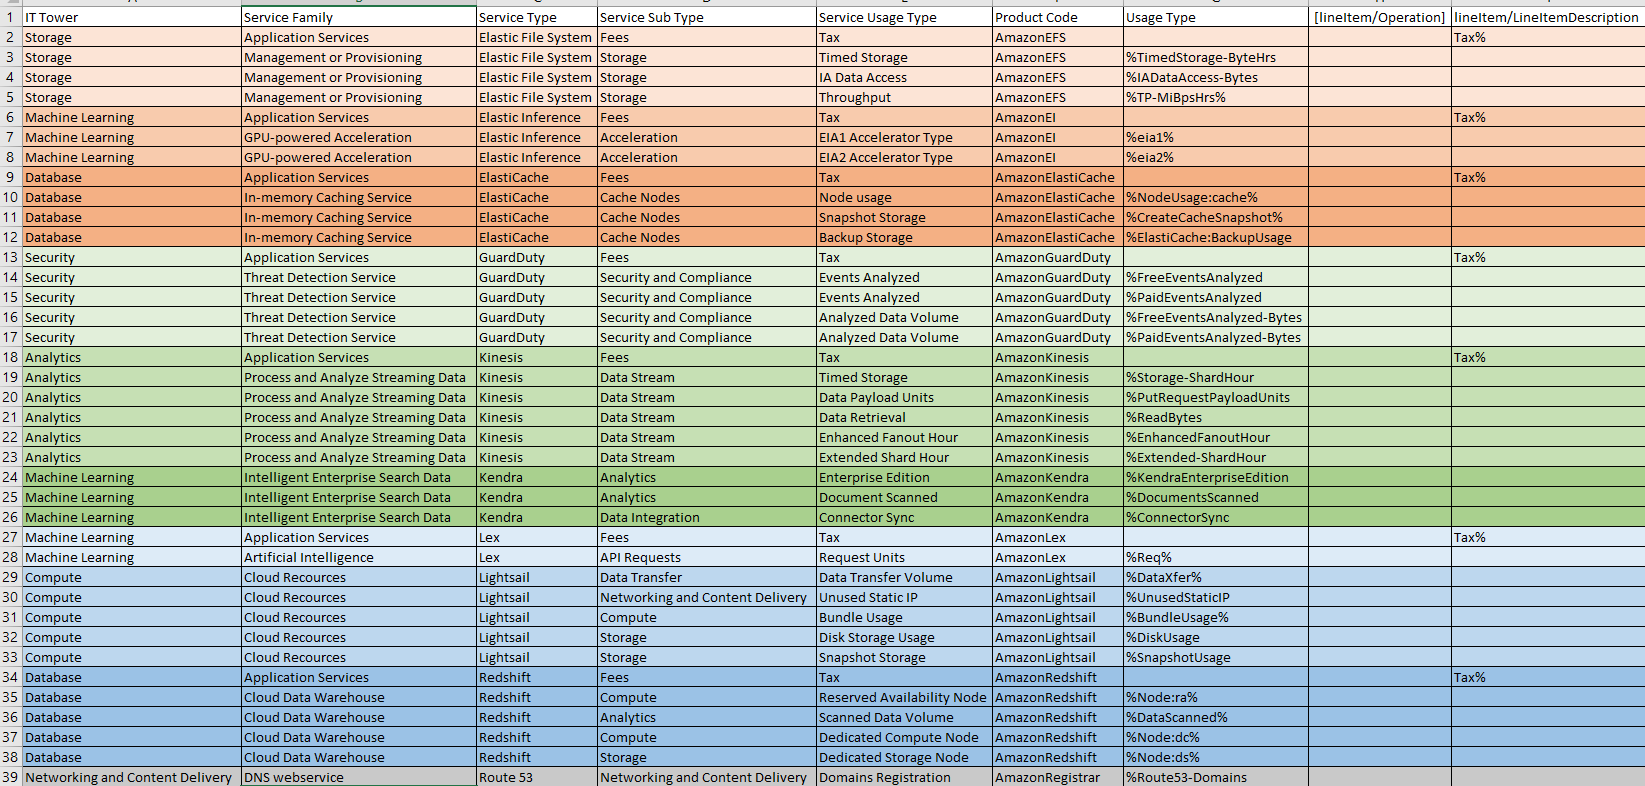 1 IT Tower Service Family Service Type Service Sub Type Service Usage Type Product Code Usage Type [lineItem/Operation] lineItem/LineItemDescription
2 Storage Application Services Elastic File System Fees Tax AmazonEFS Tax%
3 Storage Management or Provisioning Elastic File System Storage Timed Storage AmazonEFS %TimedStorage-ByteHrs
4 Storage Management or Provisioning Elastic File System Storage IA Data Access AmazonEFS %IADataAccess-Bytes
5 Storage Management or Provisioning Elastic File System Storage Throughput AmazonEFS %TP-MiBpsHrs%
6 Machine Learning Application Services Elastic Inference Fees Tax AmazonEI Tax%
7 Machine Learning GPU-powered Acceleration Elastic Inference Acceleration EIA1 Accelerator Type AmazonEI %eia1%
8 Machine Learning GPU-powered Acceleration Elastic Inference Acceleration EIA2 Accelerator Type AmazonEI %eia2%
9 Database Application Services ElastiCache Fees Tax AmazonElastiCache Tax%
10 Database In-memory Caching Service ElastiCache Cache Nodes Node usage AmazonElastiCache %NodeUsage:cache%
11 Database In-memory Caching Service ElastiCache Cache Nodes Snapshot Storage AmazonElastiCache %CreateCacheSnapshot%
12 Database In-memory Caching Service ElastiCache Cache Nodes Backup Storage AmazonElastiCache %ElastiCache:BackupUsage
13 Security Application Services GuardDuty Fees Tax AmazonGuardDuty Tax%
14 Security Threat Detection Service GuardDuty Security and Compliance Events Analyzed AmazonGuardDuty %FreeEventsAnalyzed
15 Security Threat Detection Service GuardDuty Security and Compliance Events Analyzed AmazonGuardDuty %PaidEventsAnalyzed
16 Security Threat Detection Service GuardDuty Security and Compliance Analyzed Data Volume AmazonGuardDuty %FreeEventsAnalyzed-Bytes
17 Security Threat Detection Service GuardDuty Security and Compliance Analyzed Data Volume AmazonGuardDuty %PaidEventsAnalyzed-Bytes
18 Analytics Application Services Kinesis Fees Tax AmazonKinesis Tax%
19 Analytics Process and Analyze Streaming Data Kinesis Data Stream Timed Storage AmazonKinesis %Storage-ShardHour
20 Analytics Process and Analyze Streaming Data Kinesis Data Stream Data Payload Units AmazonKinesis %PutRequestPayloadUnits
21 Analytics Process and Analyze Streaming Data Kinesis Data Stream Data Retrieval AmazonKinesis %ReadBytes
22 Analytics Process and Analyze Streaming Data Kinesis Data Stream Enhanced Fanout Hour AmazonKinesis %EnhancedFanoutHour
23 Analytics Process and Analyze Streaming Data Kinesis Data Stream Extended Shard Hour AmazonKinesis %Extended-ShardHour
24 Machine Learning Intelligent Enterprise Search Data Kendra Analytics Enterprise Edition AmazonKendra %KendraEnterpriseEdition
25 Machine Learning Intelligent Enterprise Search Data Kendra Analytics Document Scanned AmazonKendra %DocumentsScanned
26 Machine Learning Intelligent Enterprise Search Data Kendra Data Integration Connector Sync AmazonKendra %ConnectorSync
27 Machine Learning Application Services Lex Fees Tax AmazonLex Tax%
28 Machine Learning Artificial Intelligence Lex API Requests Request Units AmazonLex %Req%
29 Compute Cloud Recources Lightsail Data Transfer Data Transfer Volume AmazonLightsail %DataXfer%
30 Compute Cloud Recources Lightsail Networking and Content Delivery Unused Static IP AmazonLightsail %UnusedStaticIP
31 Compute Cloud Recources Lightsail Compute Bundle Usage AmazonLightsail %BundleUsage%
32 Compute Cloud Recources Lightsail Storage Disk Storage Usage AmazonLightsail %DiskUsage
33 Compute Cloud Recources Lightsail Storage Snapshot Storage AmazonLightsail %SnapshotUsage
34 Database Application Services Redshift Fees Tax AmazonRedshift Tax%
35 Database Cloud Data Warehouse Redshift Compute Reserved Availability Node AmazonRedshift %Node:ra%
36 Database Cloud Data Warehouse Redshift Analytics Scanned Data Volume AmazonRedshift %DataScanned%
37 Database Cloud Data Warehouse Redshift Compute Dedicated Compute Node AmazonRedshift %Node:dc%
38 Database Cloud Data Warehouse Redshift Storage Dedicated Storage Node AmazonRedshift %Node:ds%
39 Networking and Content Delivery DNS webservice Route 53 Networking and Content Delivery Domains Registration AmazonRegistrar %Route53-Domains